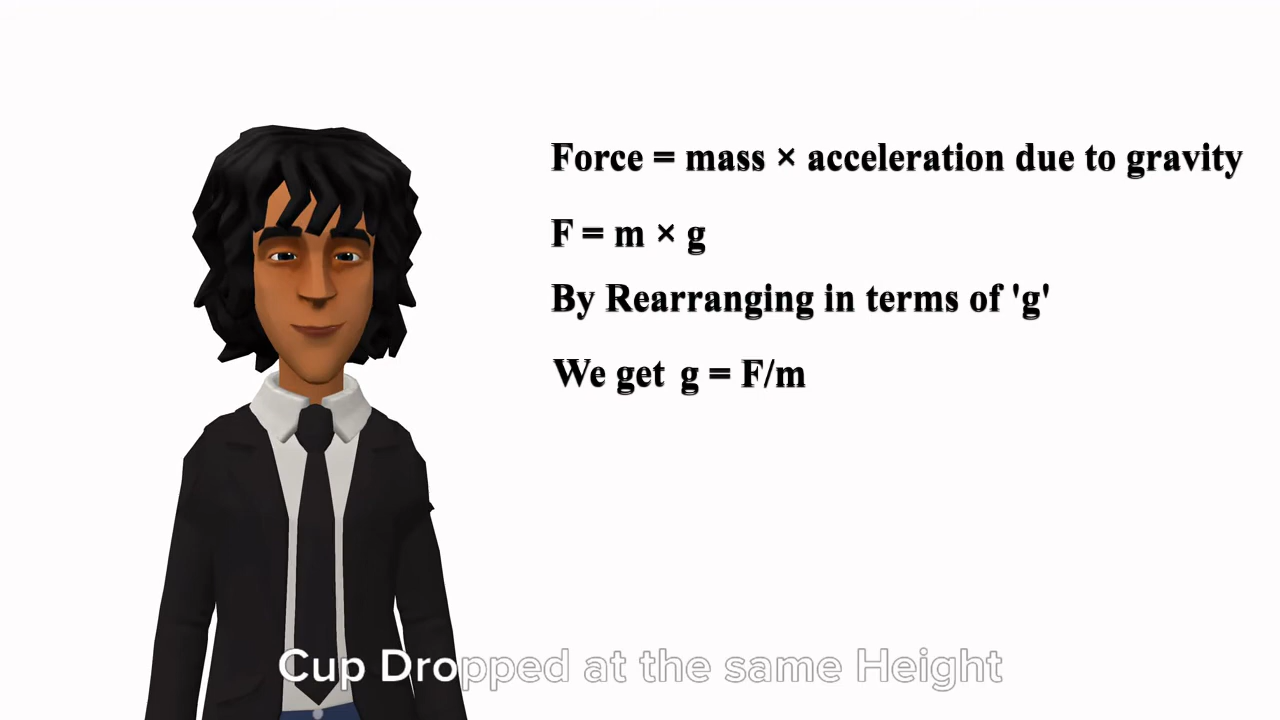 Force = mass × acceleration due to gravity
F = m × g
By Rearranging in terms of 'g'
We get g = F/m
Cup Dropped at the same Height